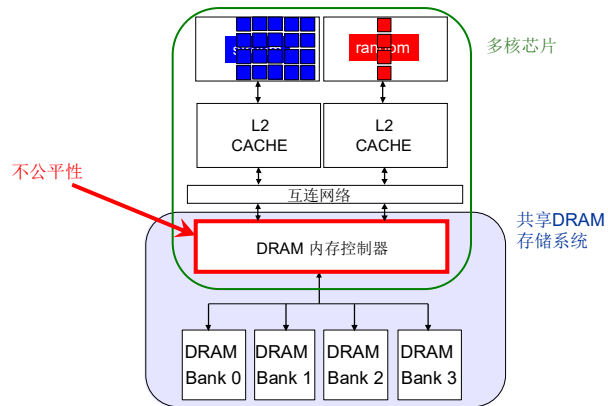 random
多核芯片
L2
CACHE
L2
CACHE
不公平性
互连网络
共享DRAM
存储系统
DRAM 内存控制器
DRAM
Bank 0
DRAM
Bank 1
DRAM
Bank 2
DRAM
Bank 3